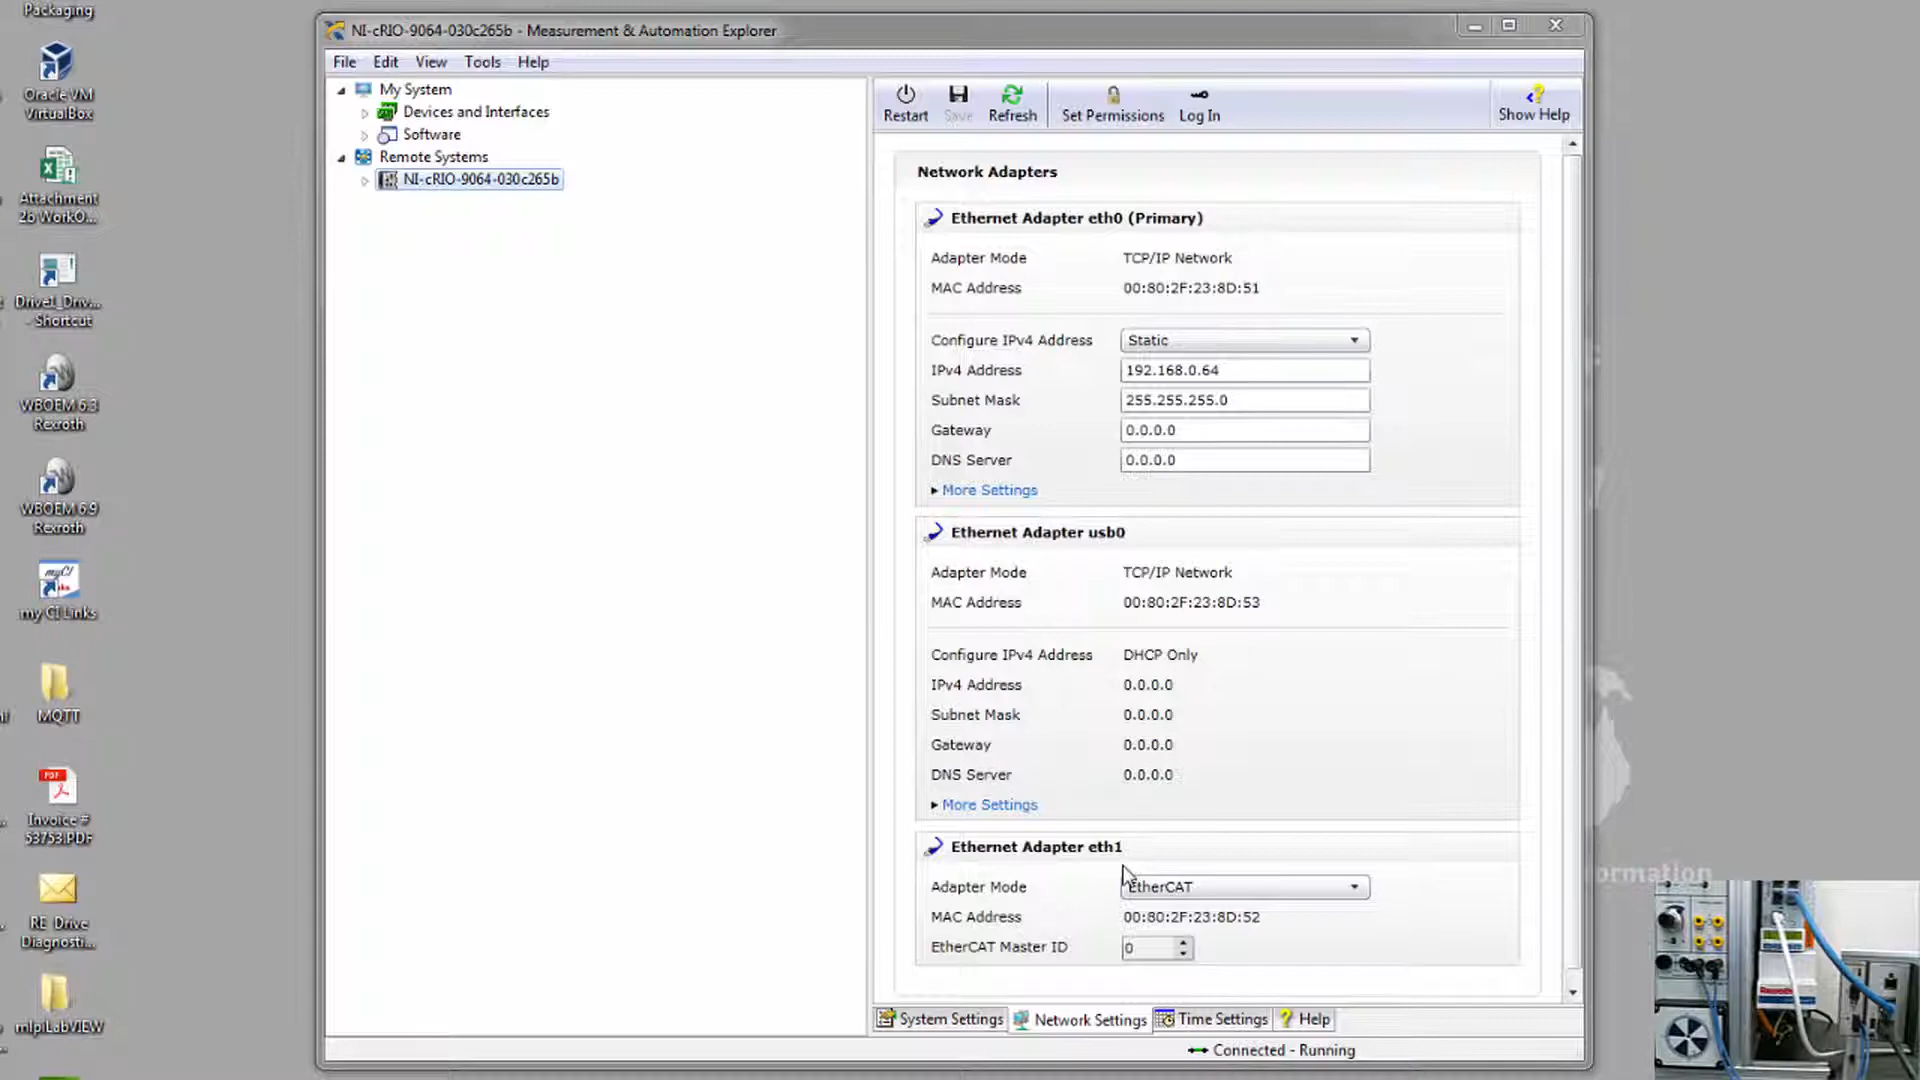 Packaging
Oracle VM
VirtualBox
Attachment
26 WorkO...
Drive1_Driv...
- Shortcut
WBOEM 6.3
Rexroth
WBOEM 6.9
Rexroth
myCI
my CI Links
MQTT
PDF
Invoice #
53753.PDF
RE_Drive
Diagnosti...
mlpiLabVIEW
NI-cRIO-9064-030c265b - Measurement & Automation Explorer
File Edit View Tools Help
My System
Devices and Interfaces
Software
Remote Systems
NI-cRIO-9064-030c265b
Restart Save Refresh Set Permissions Log In Show Help
Network Adapters
Ethernet Adapter eth0 (Primary)
Adapter Mode TCP/IP Network
MAC Address 00:80:2F:23:8D:51
Configure IPv4 Address Static
IPv4 Address 192.168.0.64
Subnet Mask 255.255.255.0
Gateway 0.0.0.0
DNS Server 0.0.0.0
More Settings
Ethernet Adapter usb0
Adapter Mode TCP/IP Network
MAC Address 00:80:2F:23:8D:53
Configure IPv4 Address DHCP Only
IPv4 Address 0.0.0.0
Subnet Mask 0.0.0.0
Gateway 0.0.0.0
DNS Server 0.0.0.0
More Settings
Ethernet Adapter eth1
Adapter Mode EtherCAT
MAC Address 00:80:2F:23:8D:52
EtherCAT Master ID 0
System Settings Network Settings Time Settings Help
Connected - Running
ormation